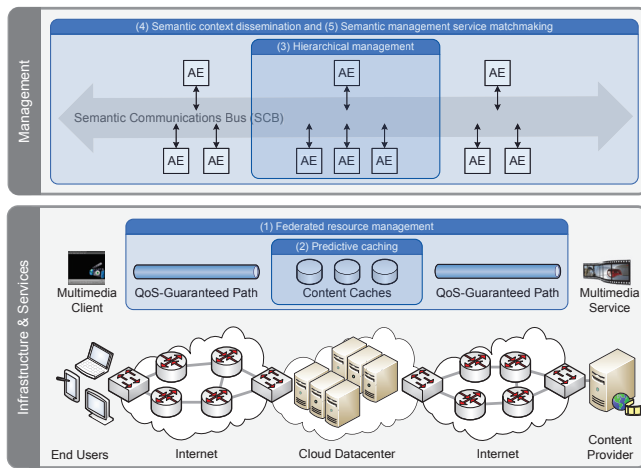 Management
(4) Semantic context dissemination and (5) Semantic management service matchmaking
(3) Hierarchical management
AE
AE
AE
Semantic Communications Bus (SCB)
AE
AE
AE
AE
AE
AE
AE
Infrastructure & Services
(1) Federated resource management
(2) Predictive caching
Multimedia
Client
QoS-Guaranteed Path
Content Caches
QoS-Guaranteed Path
Multimedia
Service
End Users
Internet
Cloud Datacenter
Internet
Content
Provider